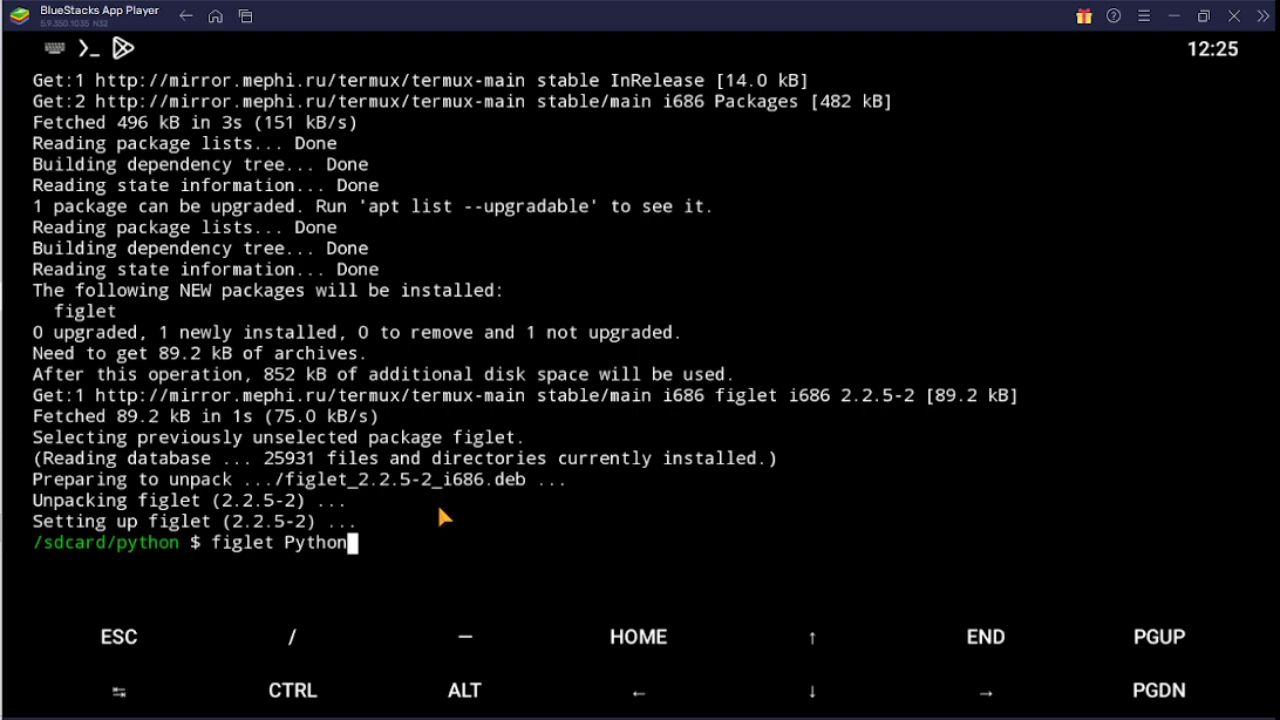 BlueStacks App Player
5.9.350.1035 N32
12:25
Get:1 http://mirror.mephi.ru/termux/termux-main stable InRelease [14.0 kB]
Get:2 http://mirror.mephi.ru/termux/termux-main stable/main i686 Packages [482 kB]
Fetched 496 kB in 3s (151 kB/s)
Reading package lists... Done
Building dependency tree... Done
Reading state information... Done
1 package can be upgraded. Run 'apt list --upgradable' to see it.
Reading package lists... Done
Building dependency tree... Done
Reading state information... Done
The following NEW packages will be installed:
figlet
0 upgraded, 1 newly installed, 0 to remove and 1 not upgraded.
Need to get 89.2 kB of archives.
After this operation, 852 kB of additional disk space will be used.
Get:1 http://mirror.mephi.ru/termux/termux-main stable/main i686 figlet i686 2.2.5-2 [89.2 kB]
Fetched 89.2 kB in 1s (75.0 kB/s)
Selecting previously unselected package figlet.
(Reading database ... 25931 files and directories currently installed.)
Preparing to unpack .../figlet_2.2.5-2_i686.deb ...
Unpacking figlet (2.2.5-2) ...
Setting up figlet (2.2.5-2) ...
/sdcard/python $ figlet Python
ESC / — HOME ↑ END PGUP
↹ CTRL ALT ← ↓ → PGDN